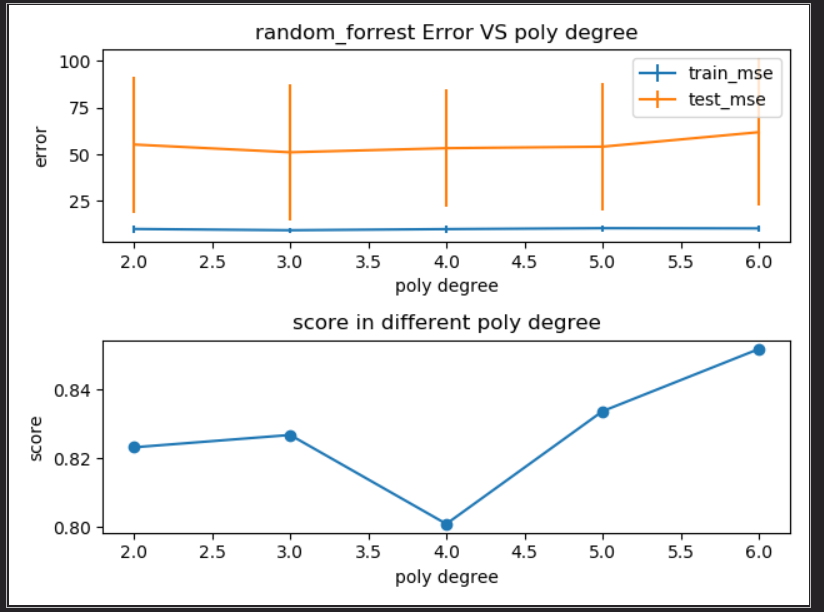 random_forrest Error VS poly degree
100
75
50
25
error
train_mse
test_mse
2.0 2.5 3.0 3.5 4.0 4.5 5.0 5.5 6.0
poly degree
score in different poly degree
0.84
0.82
0.80
score
2.0 2.5 3.0 3.5 4.0 4.5 5.0 5.5 6.0
poly degree